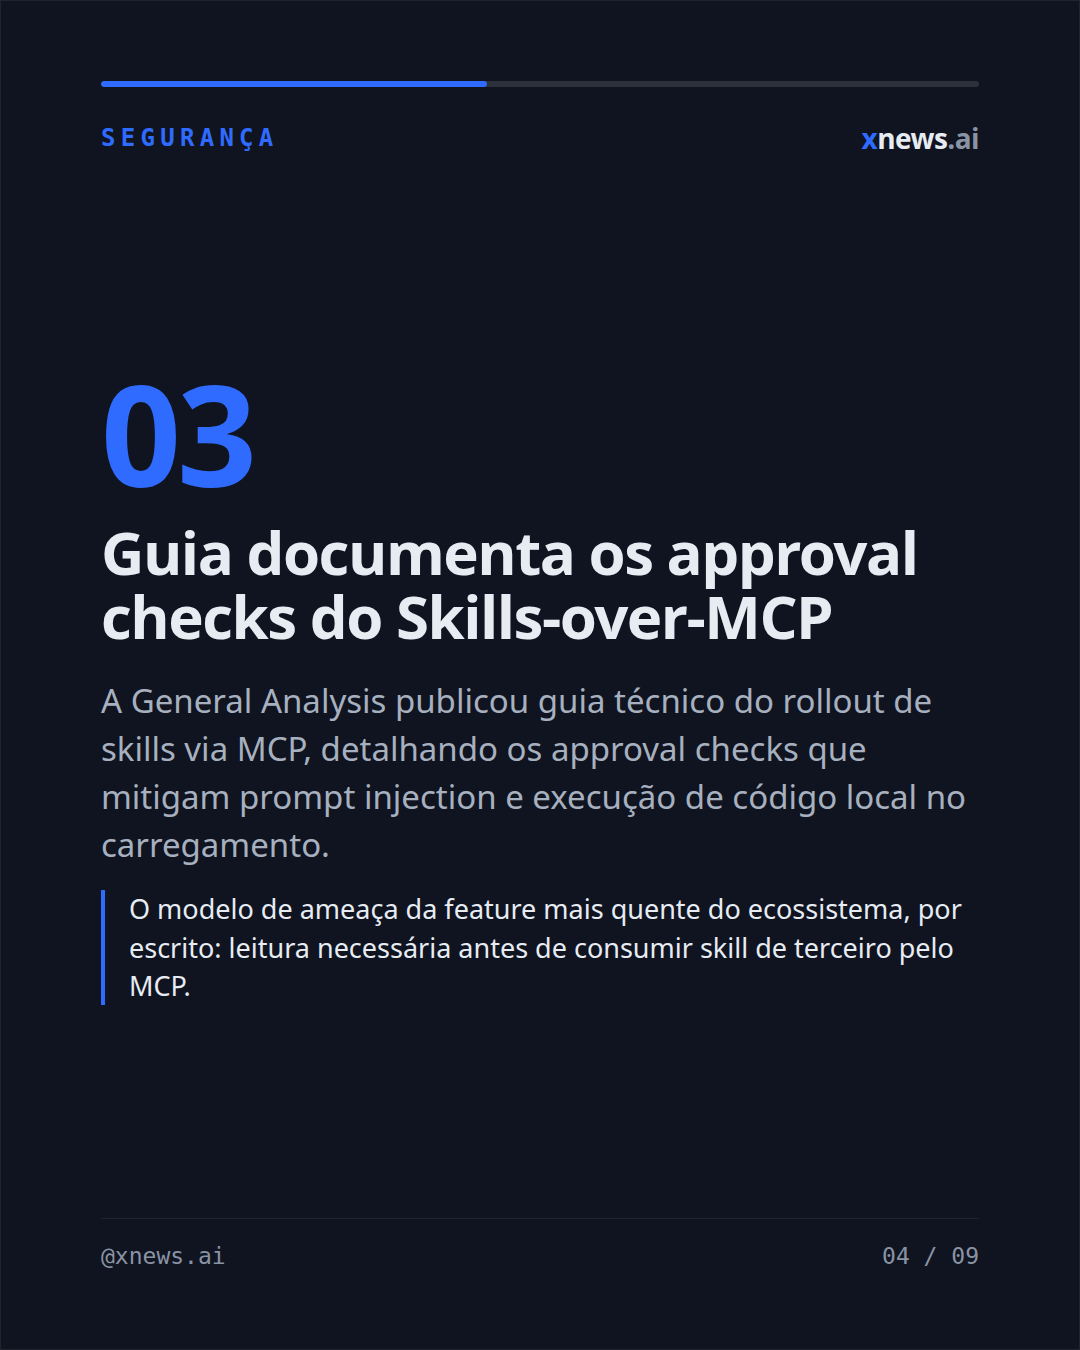 SEGURANÇA
xnews.ai
03
Guia documenta os approval
checks do Skills-over-MCP
A General Analysis publicou guia técnico do rollout de
skills via MCP, detalhando os approval checks que
mitigam prompt injection e execução de código local no
carregamento.
O modelo de ameaça da feature mais quente do ecossistema, por
escrito: leitura necessária antes de consumir skill de terceiro pelo
MCP.
@xnews.ai
04 / 09